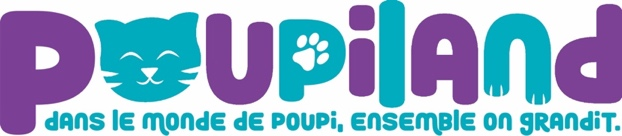 Poupiland
dans le monde de Poupi, ensemble on grandit.